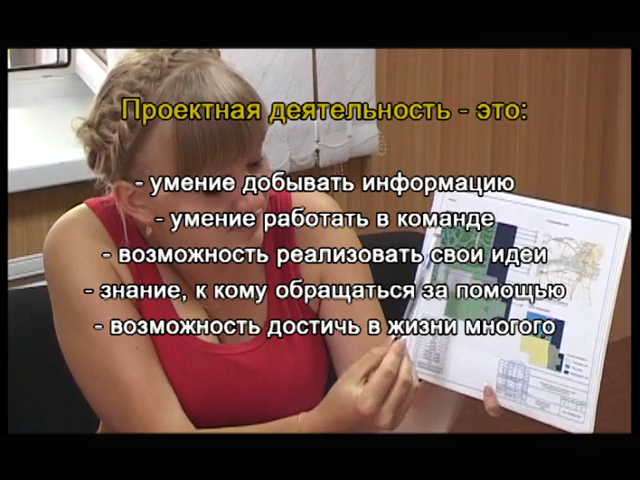 Проектная деятельность - это:
- умение добывать информацию
- умение работать в команде
- возможность реализовать свои идеи
- знание, к кому обращаться за помощью
- возможность достичь в жизни многого